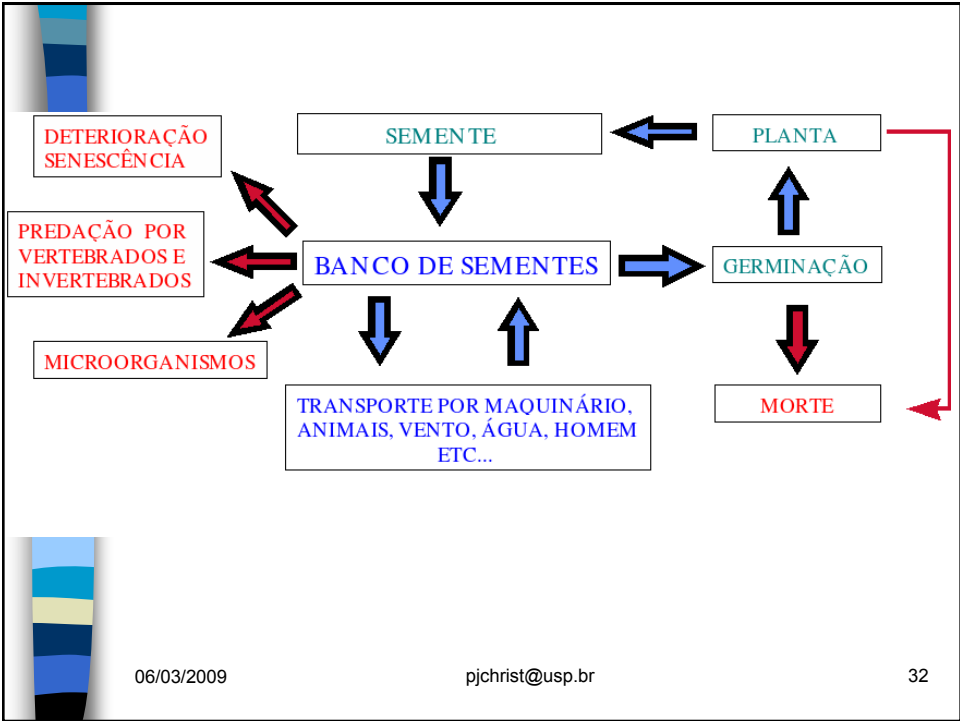 DETERIORAÇÃO
SENESCÊNCIA
SEMENTE
PLANTA
PREDAÇÃO POR
VERTEBRADOS E
INVERTEBRADOS
BANCO DE SEMENTES
GERMINAÇÃO
MICROORGANISMOS
TRANSPORTE POR MAQUINÁRIO,
ANIMAIS, VENTO, ÁGUA, HOMEM
ETC...
MORTE
06/03/2009
pjchrist@usp.br
32